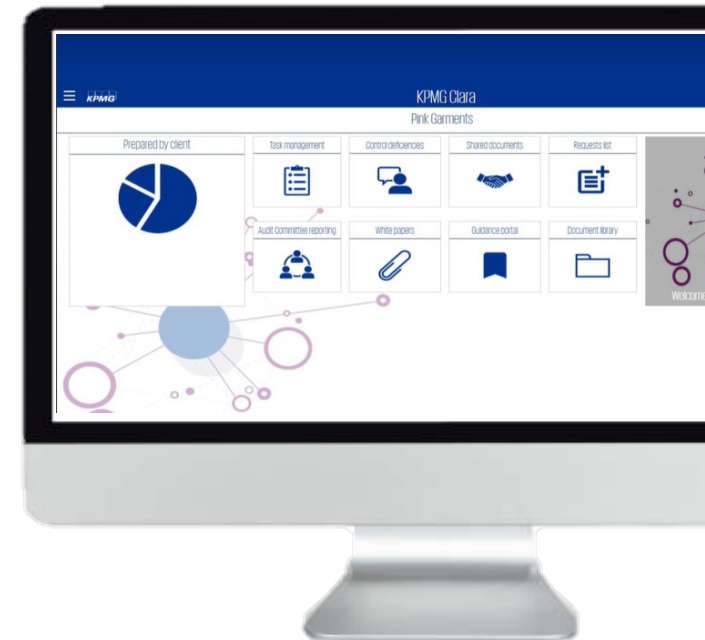 KPMG
KPMG Clara
Pink Garments
Prepared by client
Task management
Control deficiencies
Shared documents
Requests list
Audit Committee reporting
White papers
Guidance portal
Document library
Welcome